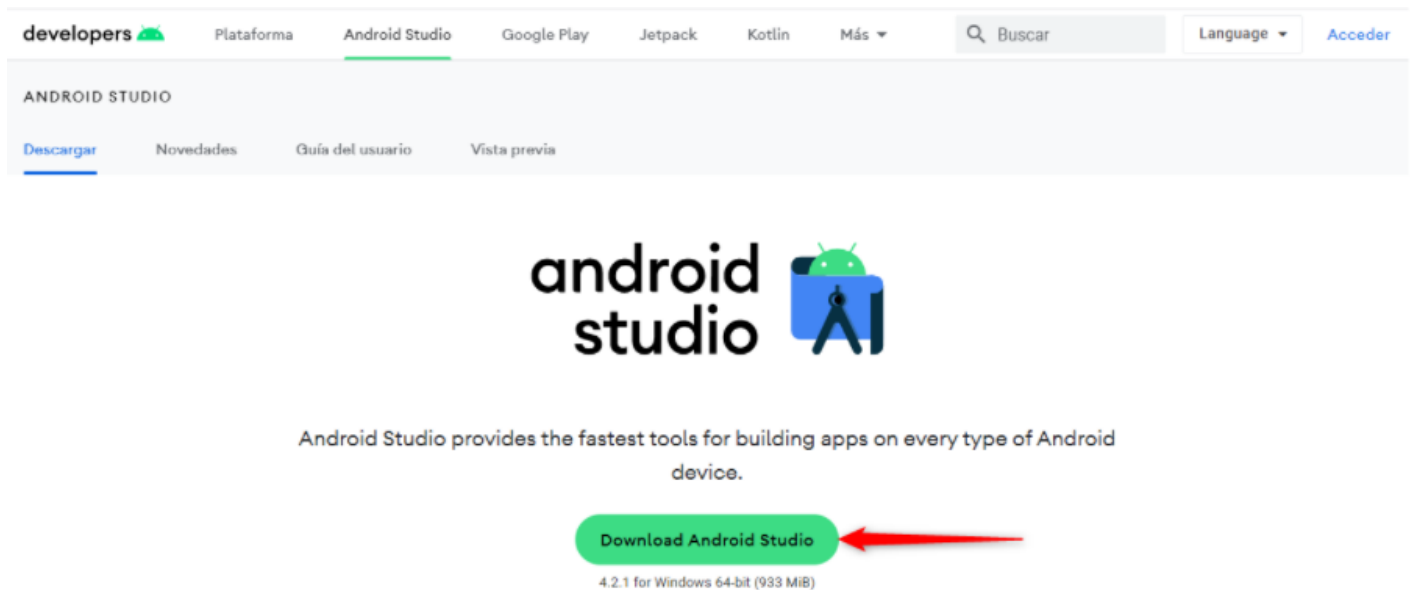 developers Plataforma Android Studio Google Play Jetpack Kotlin Más Buscar Language Acceder
ANDROID STUDIO
Descargar Novedades Guía del usuario Vista previa
android
studio
Android Studio provides the fastest tools for building apps on every type of Android
device.
Download Android Studio
4.2.1 for Windows 64-bit (933 MiB)